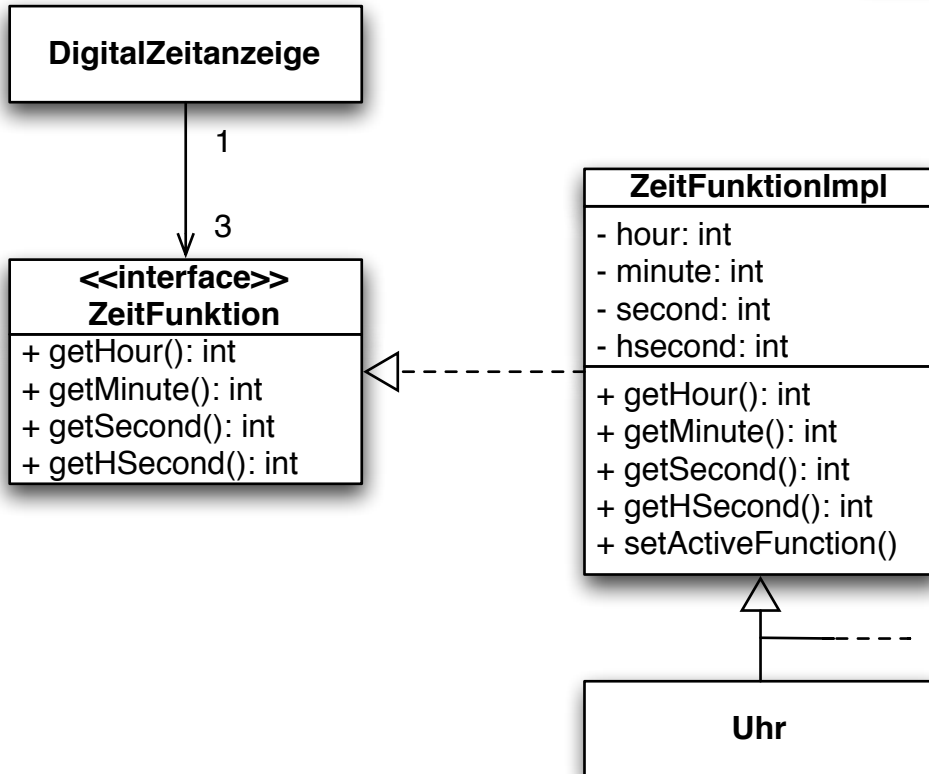 DigitalZeitanzeige
1
3
<<interface>>
ZeitFunktion
+ getHour(): int
+ getMinute(): int
+ getSecond(): int
+ getHSecond(): int
ZeitFunktionImpl
- hour: int
- minute: int
- second: int
- hsecond: int
+ getHour(): int
+ getMinute(): int
+ getSecond(): int
+ getHSecond(): int
+ setActiveFunction()
Uhr